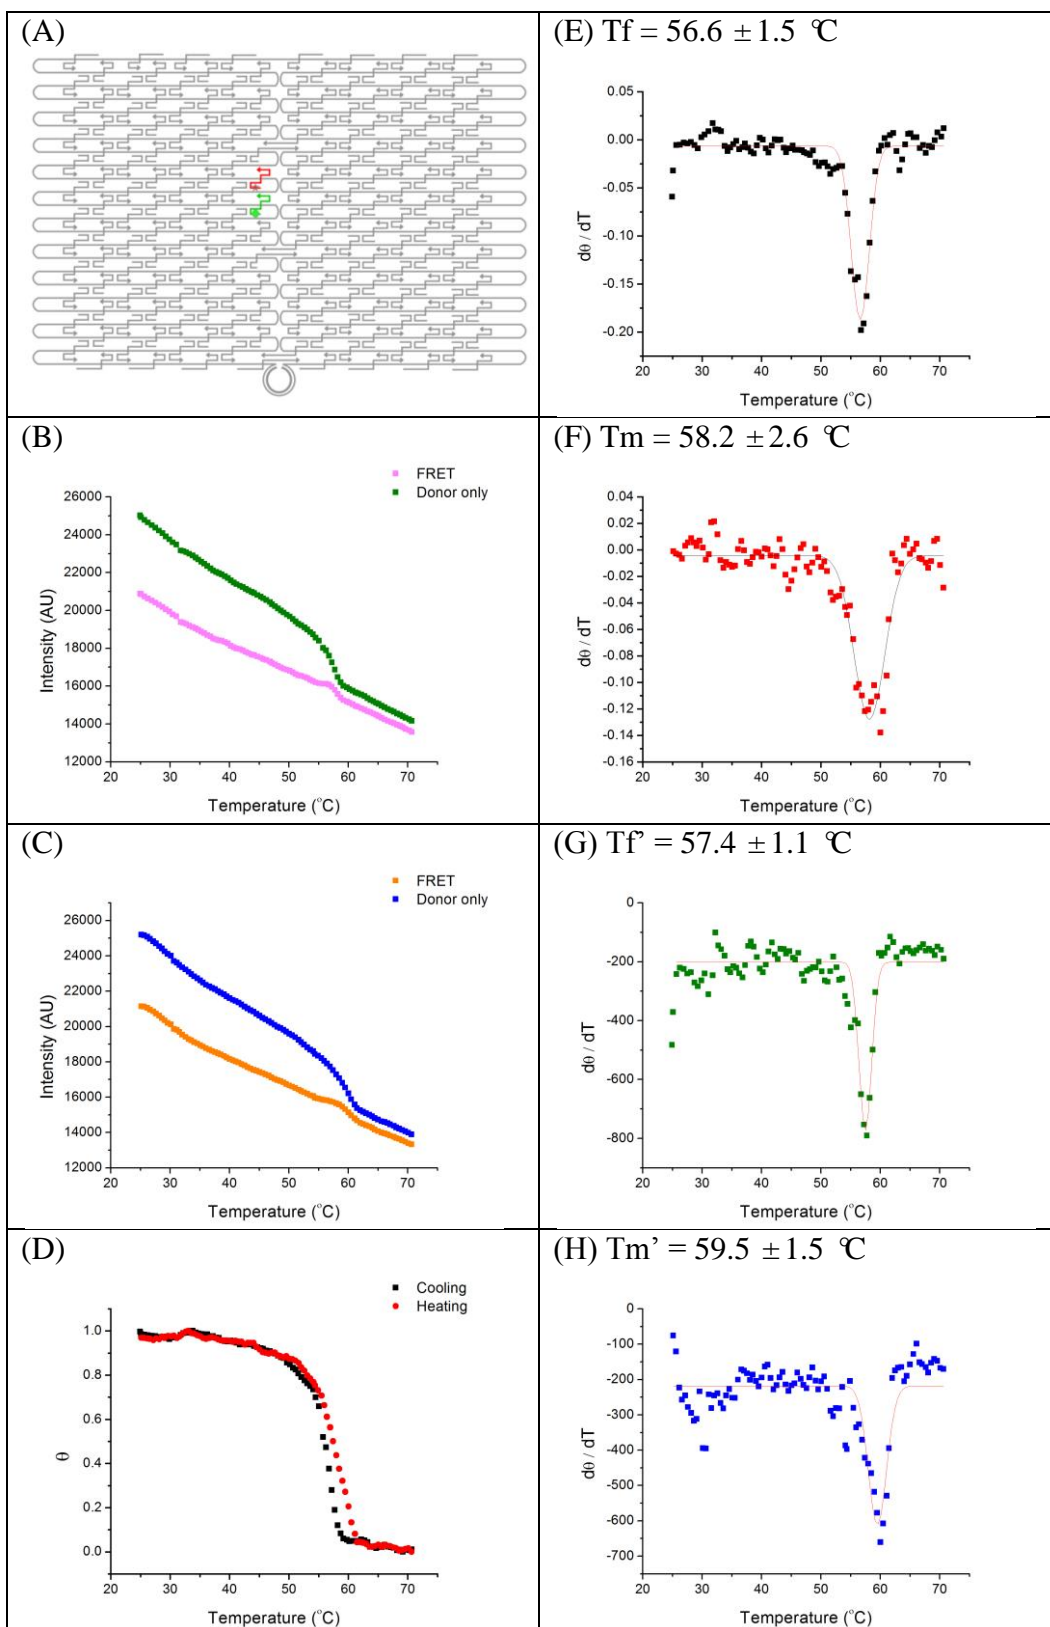 (A)
(E) Tf = 56.6 ± 1.5 ℃
0.05
0.00
-0.05
-0.10
-0.15
-0.20
dθ / dT
20 30 40 50 60 70
Temperature (°C)
(B)
FRET
Donor only
26000
24000
22000
20000
18000
16000
14000
12000
Intensity (AU)
20 30 40 50 60 70
Temperature (°C)
(F) Tm = 58.2 ± 2.6 ℃
0.04
0.02
0.00
-0.02
-0.04
-0.06
-0.08
-0.10
-0.12
-0.14
-0.16
dθ / dT
20 30 40 50 60 70
Temperature (°C)
(C)
FRET
Donor only
26000
24000
22000
20000
18000
16000
14000
12000
Intensity (AU)
20 30 40 50 60 70
Temperature (°C)
(G) Tf’ = 57.4 ± 1.1 ℃
0
-200
-400
-600
-800
dθ / dT
20 30 40 50 60 70
Temperature (°C)
(D)
Cooling
Heating
1.0
0.8
0.6
0.4
0.2
0.0
θ
20 30 40 50 60 70
Temperature (°C)
(H) Tm’ = 59.5 ± 1.5 ℃
0
-100
-200
-300
-400
-500
-600
-700
dθ / dT
20 30 40 50 60 70
Temperature (°C)